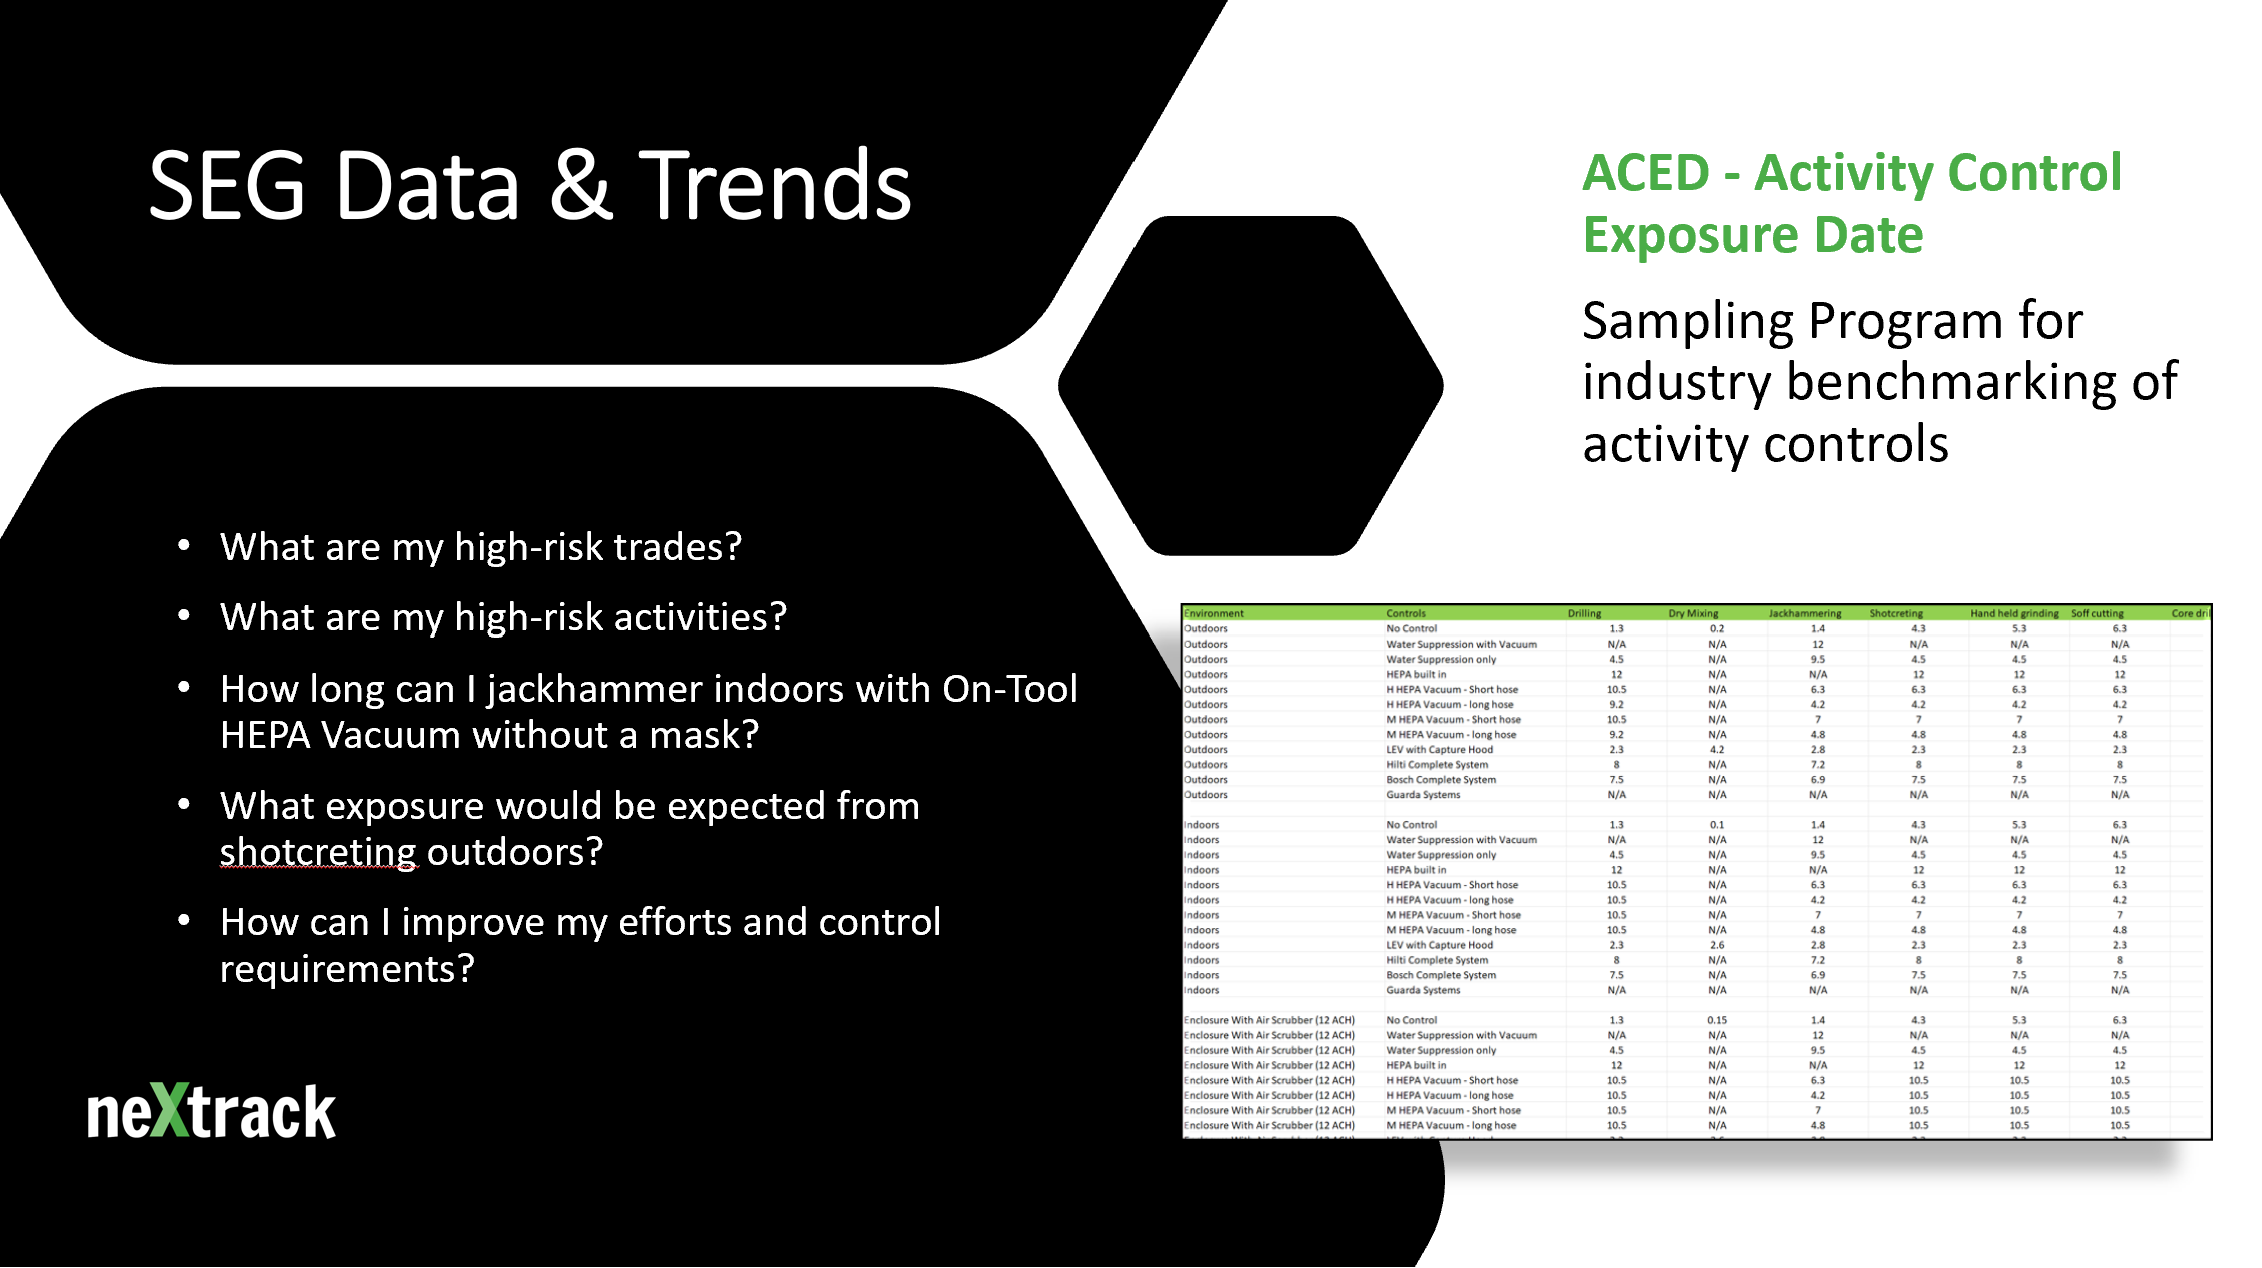 SEG Data & Trends
• What are my high-risk trades?
• What are my high-risk activities?
• How long can I jackhammer indoors with On-Tool
HEPA Vacuum without a mask?
• What exposure would be expected from
shotcreting outdoors?
• How can I improve my efforts and control
requirements?
neXtrack
ACED - Activity Control
Exposure Date
Sampling Program for
industry benchmarking of
activity controls
Environment Controls Drilling Dry Mixing Jackhammering Shotcreting Hand held grinding Soff cutting Core dril
Outdoors No Control 1.3 0.2 1.4 4.3 5.3 6.3
Outdoors Water Suppression with Vacuum N/A N/A 12 N/A N/A N/A
Outdoors Water Suppression only 4.5 N/A 9.5 4.5 4.5 4.5
Outdoors HEPA built in 12 N/A N/A 12 12 12
Outdoors H HEPA Vacuum - Short hose 10.5 N/A 6.3 6.3 6.3 6.3
Outdoors H HEPA Vacuum - long hose 9.2 N/A 4.2 4.2 4.2 4.2
Outdoors M HEPA Vacuum - Short hose 10.5 N/A 7 7 7 7
Outdoors M HEPA Vacuum - long hose 9.2 N/A 4.8 4.8 4.8 4.8
Outdoors LEV with Capture Hood 2.3 4.2 2.8 2.3 2.3 2.3
Outdoors Hilti Complete System 8 N/A 7.2 8 8 8
Outdoors Bosch Complete System 7.5 N/A 6.9 7.5 7.5 7.5
Outdoors Guarda Systems N/A N/A N/A N/A N/A N/A
Indoors No Control 1.3 0.1 1.4 4.3 5.3 6.3
Indoors Water Suppression with Vacuum N/A N/A 12 N/A N/A N/A
Indoors Water Suppression only 4.5 N/A 9.5 4.5 4.5 4.5
Indoors HEPA built in 12 N/A N/A 12 12 12
Indoors H HEPA Vacuum - Short hose 10.5 N/A 6.3 6.3 6.3 6.3
Indoors H HEPA Vacuum - long hose 10.5 N/A 4.2 4.2 4.2 4.2
Indoors M HEPA Vacuum - Short hose 10.5 N/A 7 7 7 7
Indoors M HEPA Vacuum - long hose 10.5 N/A 4.8 4.8 4.8 4.8
Indoors LEV with Capture Hood 2.3 2.6 2.8 2.3 2.3 2.3
Indoors Hilti Complete System 8 N/A 7.2 8 8 8
Indoors Bosch Complete System 7.5 N/A 6.9 7.5 7.5 7.5
Indoors Guarda Systems N/A N/A N/A N/A N/A N/A
Enclosure With Air Scrubber (12 ACH) No Control 1.3 0.15 1.4 4.3 5.3 6.3
Enclosure With Air Scrubber (12 ACH) Water Suppression with Vacuum N/A N/A 12 N/A N/A N/A
Enclosure With Air Scrubber (12 ACH) Water Suppression only 4.5 N/A 9.5 4.5 4.5 4.5
Enclosure With Air Scrubber (12 ACH) HEPA built in 12 N/A N/A 12 12 12
Enclosure With Air Scrubber (12 ACH) H HEPA Vacuum - Short hose 10.5 N/A 6.3 10.5 10.5 10.5
Enclosure With Air Scrubber (12 ACH) H HEPA Vacuum - long hose 10.5 N/A 4.2 10.5 10.5 10.5
Enclosure With Air Scrubber (12 ACH) M HEPA Vacuum - Short hose 10.5 N/A 7 10.5 10.5 10.5
Enclosure With Air Scrubber (12 ACH) M HEPA Vacuum - long hose 10.5 N/A 4.8 10.5 10.5 10.5